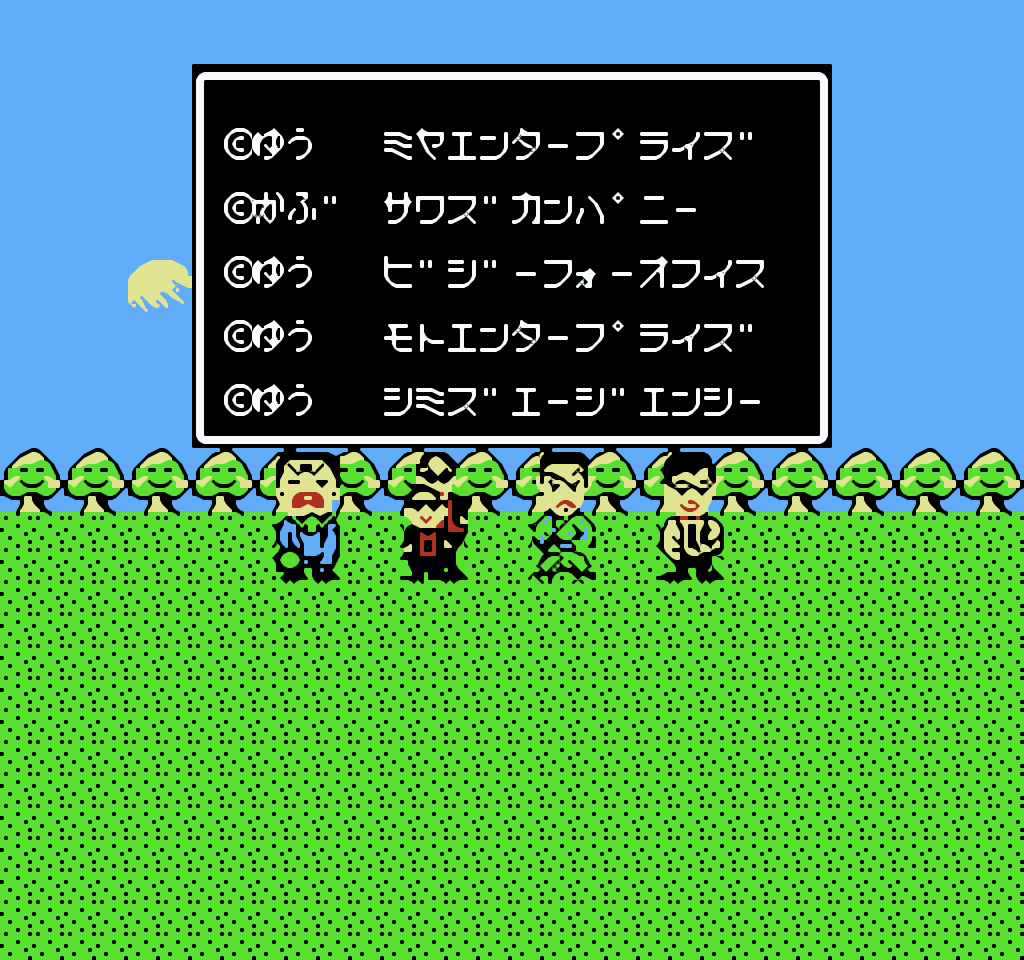 ©ゆう ミヤエンタープライズ
©かぶ サワズカンパニー
©ゆう ビジーフォーオフィス
©ゆう モトエンタープライズ
©ゆう シミズエージエンシー